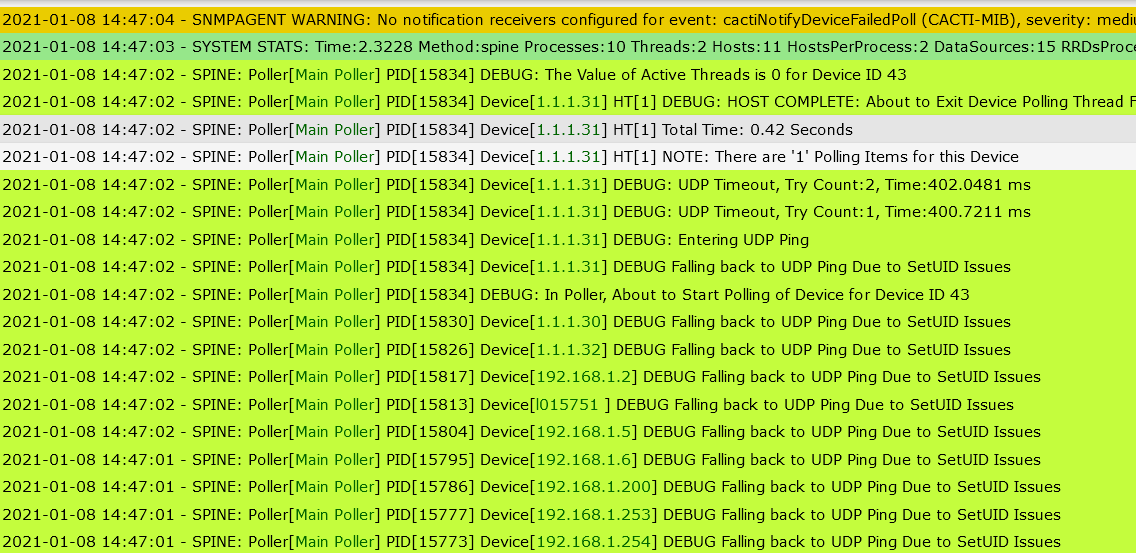 2021-01-08 14:47:04 - SNMPAGENT WARNING: No notification receivers configured for event: cactiNotifyDeviceFailedPoll (CACTI-MIB), severity:
2021-01-08 14:47:03 - SYSTEM STATS: Time:2.3228 Method:spine Processes:10 Threads:2 Hosts:11 HostsPerProcess:2 DataSources:15
2021-01-08 14:47:02 - SPINE: Poller[Main Poller] PID[15834] DEBUG: The Value of Active Threads is 0 for Device ID 43
2021-01-08 14:47:02 - SPINE: Poller[Main Poller] PID[15834] Device[1.1.1.31] HT[1] DEBUG: HOST COMPLETE: About to Exit Device Polling Thread
2021-01-08 14:47:02 - SPINE: Poller[Main Poller] PID[15834] Device[1.1.1.31] HT[1] Total Time: 0.42 Seconds
2021-01-08 14:47:02 - SPINE: Poller[Main Poller] PID[15834] Device[1.1.1.31] HT[1] NOTE: There are '1' Polling Items for this Device
2021-01-08 14:47:02 - SPINE: Poller[Main Poller] PID[15834] Device[1.1.1.31] DEBUG: UDP Timeout, Try Count:2, Time:402.0481 ms
2021-01-08 14:47:02 - SPINE: Poller[Main Poller] PID[15834] Device[1.1.1.31] DEBUG: UDP Timeout, Try Count:1, Time:400.7211 ms
2021-01-08 14:47:02 - SPINE: Poller[Main Poller] PID[15834] Device[1.1.1.31] DEBUG: Entering UDP Ping
2021-01-08 14:47:02 - SPINE: Poller[Main Poller] PID[15834] Device[1.1.1.31] DEBUG Falling back to UDP Ping Due to SetUID Issues
2021-01-08 14:47:02 - SPINE: Poller[Main Poller] PID[15834] DEBUG: In Poller, About to Start Polling of Device for Device ID 43
2021-01-08 14:47:02 - SPINE: Poller[Main Poller] PID[15830] Device[1.1.1.30] DEBUG Falling back to UDP Ping Due to SetUID Issues
2021-01-08 14:47:02 - SPINE: Poller[Main Poller] PID[15826] Device[1.1.1.32] DEBUG Falling back to UDP Ping Due to SetUID Issues
2021-01-08 14:47:02 - SPINE: Poller[Main Poller] PID[15817] Device[192.168.1.2] DEBUG Falling back to UDP Ping Due to SetUID Issues
2021-01-08 14:47:02 - SPINE: Poller[Main Poller] PID[15813] Device[l015751 ] DEBUG Falling back to UDP Ping Due to SetUID Issues
2021-01-08 14:47:02 - SPINE: Poller[Main Poller] PID[15804] Device[192.168.1.5] DEBUG Falling back to UDP Ping Due to SetUID Issues
2021-01-08 14:47:01 - SPINE: Poller[Main Poller] PID[15795] Device[192.168.1.6] DEBUG Falling back to UDP Ping Due to SetUID Issues
2021-01-08 14:47:01 - SPINE: Poller[Main Poller] PID[15786] Device[192.168.1.200] DEBUG Falling back to UDP Ping Due to SetUID Issues
2021-01-08 14:47:01 - SPINE: Poller[Main Poller] PID[15777] Device[192.168.1.253] DEBUG Falling back to UDP Ping Due to SetUID Issues
2021-01-08 14:47:01 - SPINE: Poller[Main Poller] PID[15773] Device[192.168.1.254] DEBUG Falling back to UDP Ping Due to SetUID Issues